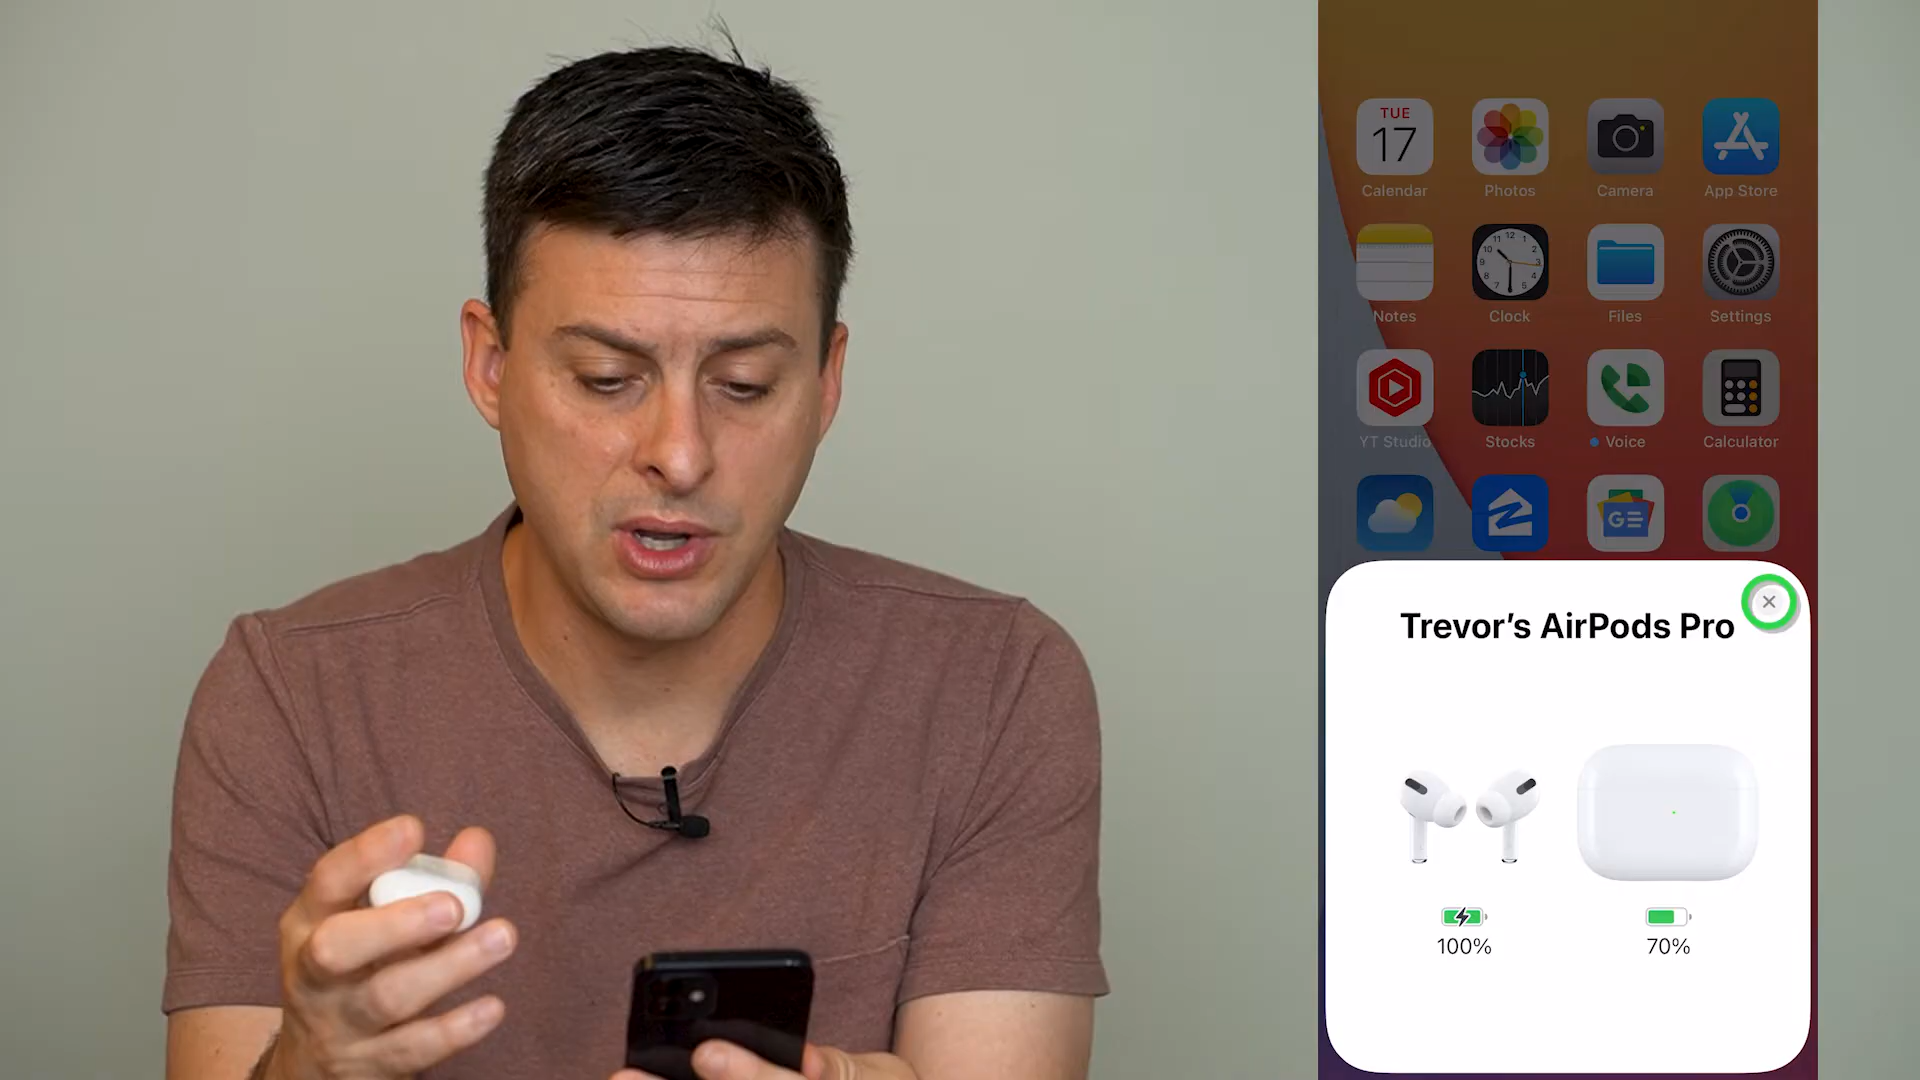 TUE
17
Calendar Photos Camera App Store
Notes Clock Files Settings
YT Studio Stocks Voice Calculator
GE
Trevor's AirPods Pro
100% 70%